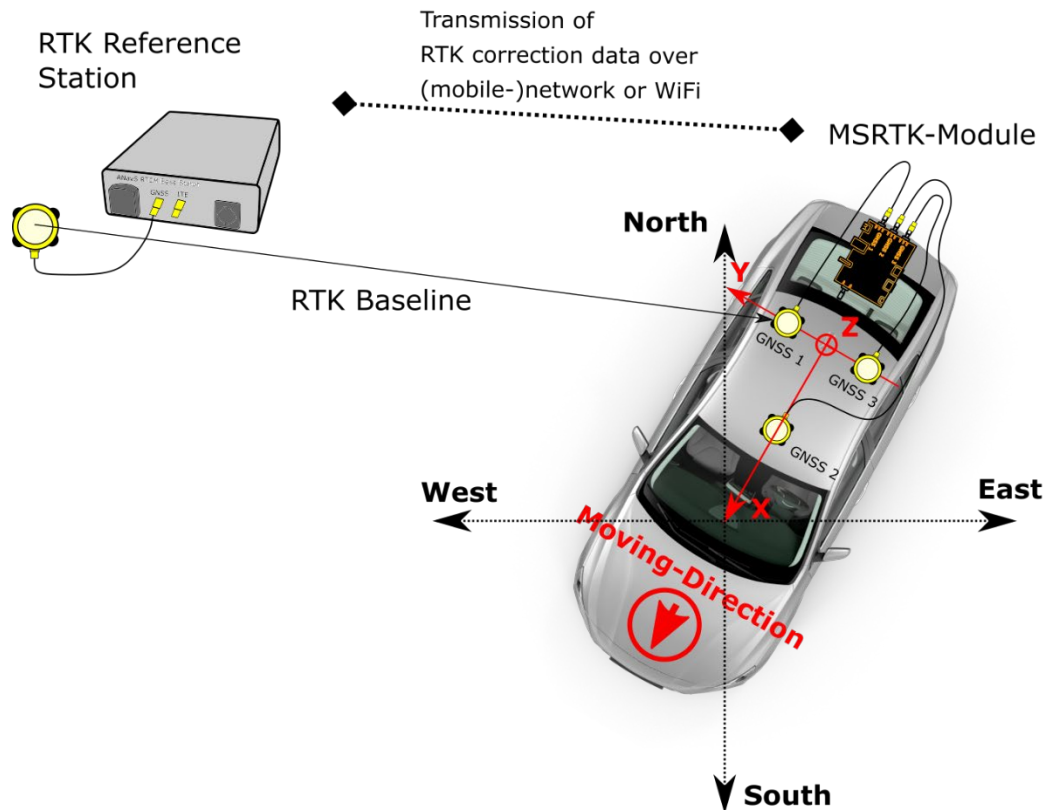 RTK Reference
Station
Transmission of
RTK correction data over
(mobile-)network or WiFi
MSRTK-Module
GNSS LTE
RTK Baseline
North
Y
Z
GNSS 1
GNSS 3
GNSS 2
West
X
East
Moving-Direction
South